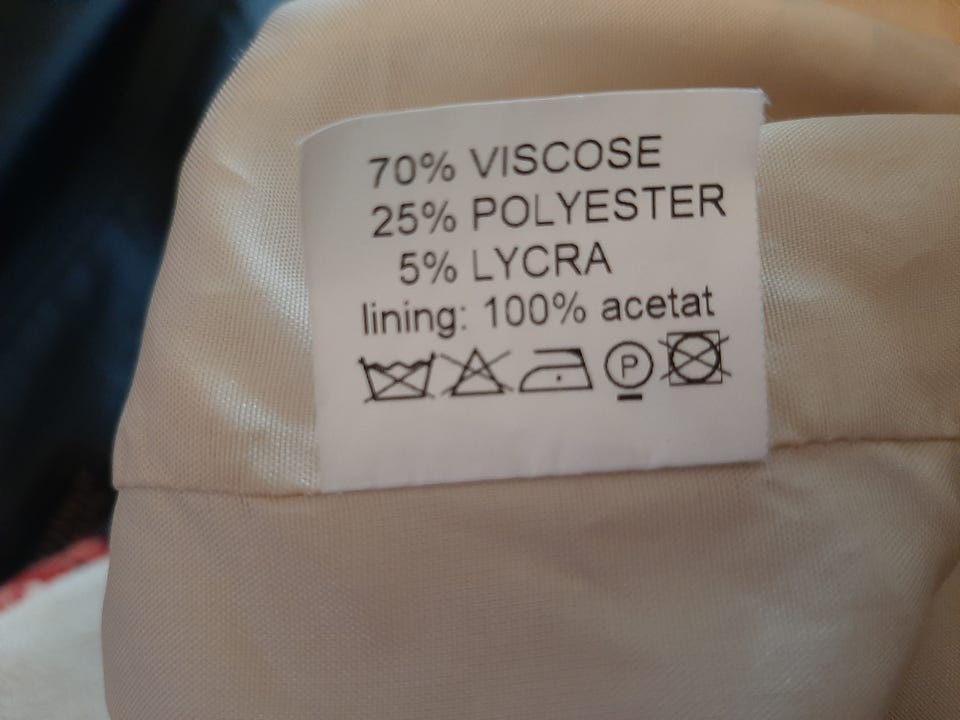 70% VISCOSE
25% POLYESTER
5% LYCRA
lining: 100% acetat
P